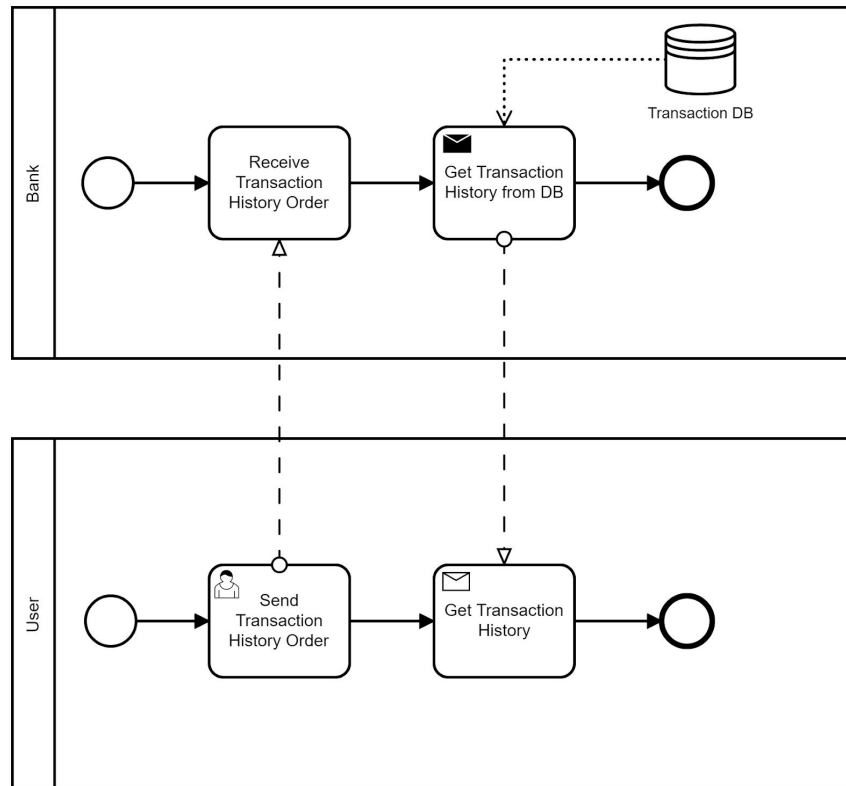 Bank
Transaction DB
Receive
Transaction
History Order
Get Transaction
History from DB
User
Send
Transaction
History Order
Get Transaction
History